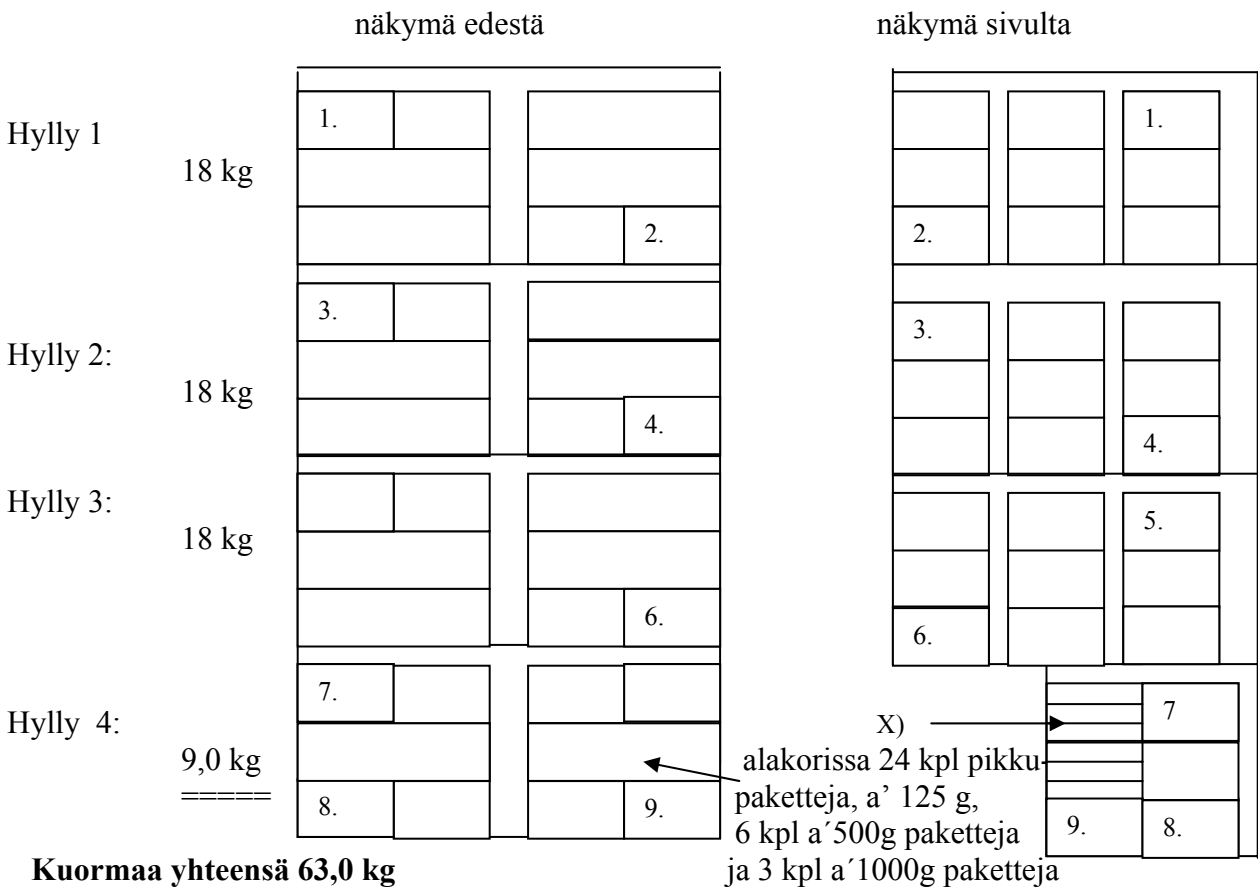 näkymä edestä
näkymä sivulta
Hylly 1
18 kg
1.
2.
1.
2.
Hylly 2:
18 kg
3.
4.
3.
4.
Hylly 3:
18 kg
6.
5.
6.
Hylly 4:
9,0 kg
=====
7.
8.
9.
7
9.
8.
X)
alakorissa 24 kpl pikku
paketteja, a’ 125 g,
6 kpl a´500g paketteja
ja 3 kpl a´1000g paketteja
Kuormaa yhteensä 63,0 kg